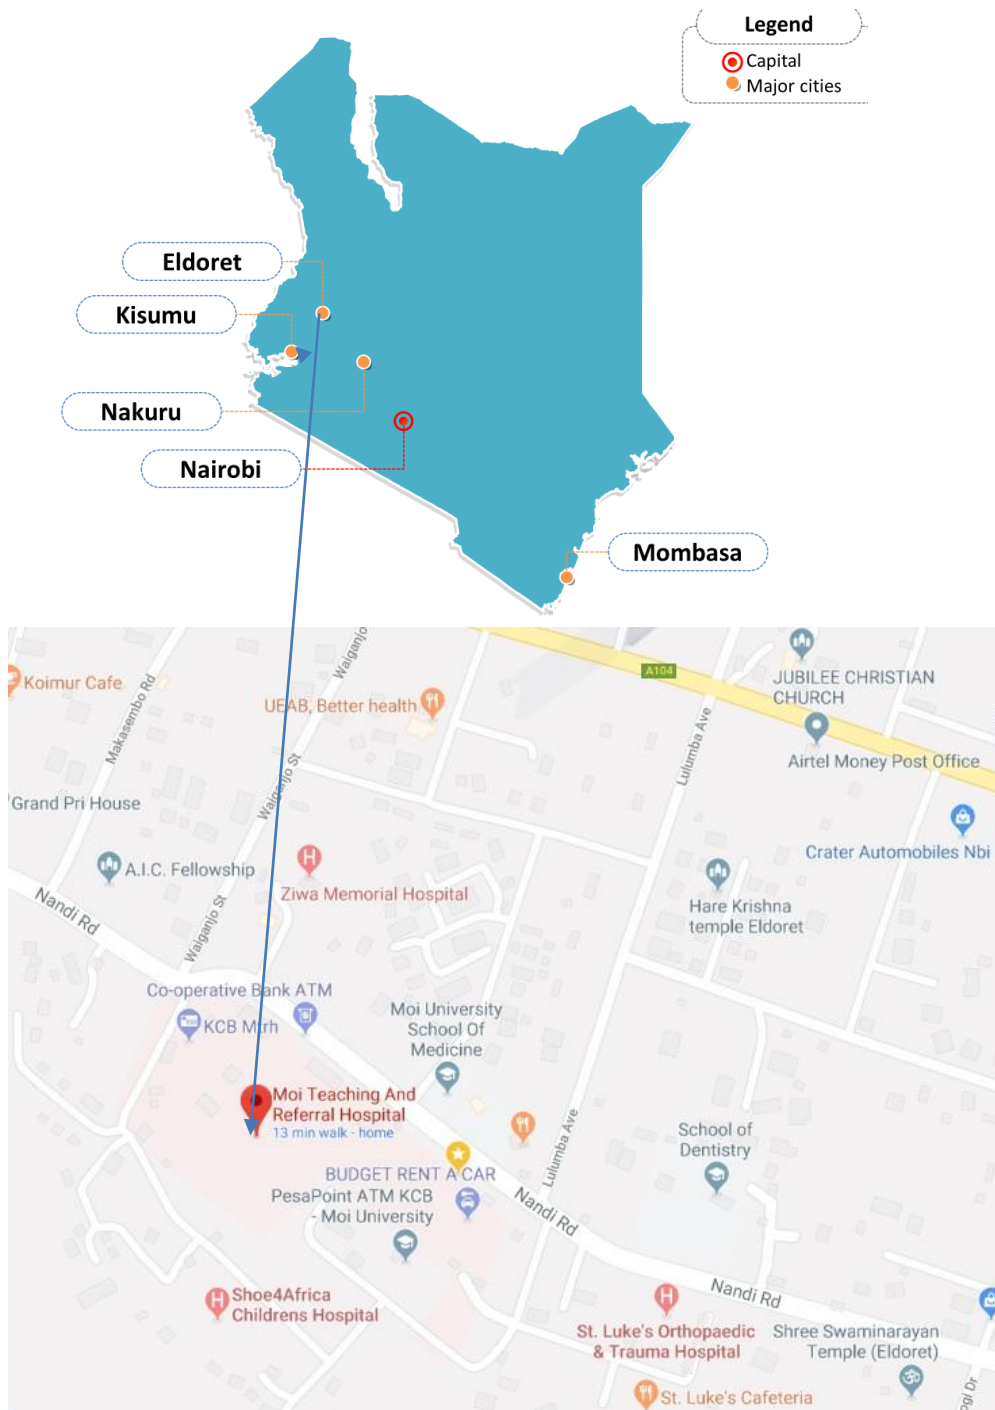 Legend
Capital
Major cities
Eldoret
Kisumu
Nakuru
Nairobi
Mombasa
Koimur Cafe
Makasembo Rd
Waiganjo
UEAB, Better health
A104
JUBILEE CHRISTIAN
CHURCH
Lulumba Ave
Airtel Money Post Office
Waiganjo St
Grand Pri House
Crater Automobiles Nbi
A.I.C. Fellowship
Ziwa Memorial Hospital
Hare Krishna
temple Eldoret
Nandi Rd
Waiganjo St
Co-operative Bank ATM
KCB Mtrh
Moi University
School Of
Medicine
Moi Teaching And
Referral Hospital
13 min walk - home
School of
Dentistry
Lulumba Ave
BUDGET RENT A CAR
PesaPoint ATM KCB
- Moi University
Nandi Rd
Shoe4Africa
Childrens Hospital
Nandi Rd
St. Luke's Orthopaedic
& Trauma Hospital
Shree Swaminarayan
Temple (Eldoret)
St. Luke's Cafeteria
ogi Dr